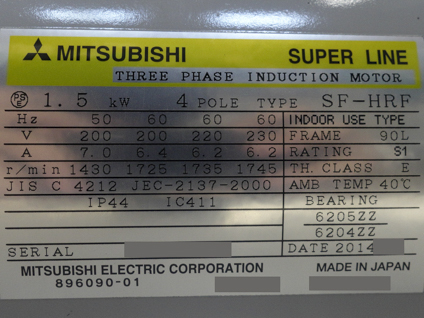 MITSUBISHI SUPER LINE
THREE PHASE INDUCTION MOTOR
PS E 1.5 kW 4 POLE TYPE SF-HRF
Hz 50 60 60 60 INDOOR USE TYPE
V 200 200 220 230 FRAME 90L
A 7.0 6.4 6.2 6.2 RATING S1
r/min 1430 1725 1735 1745 TH. CLASS E
JIS C 4212 JEC-2137-2000 AMB TEMP 40℃
IP44 IC411 BEARING
6205ZZ
6204ZZ
SERIAL DATE 2014
MITSUBISHI ELECTRIC CORPORATION MADE IN JAPAN
896090-01